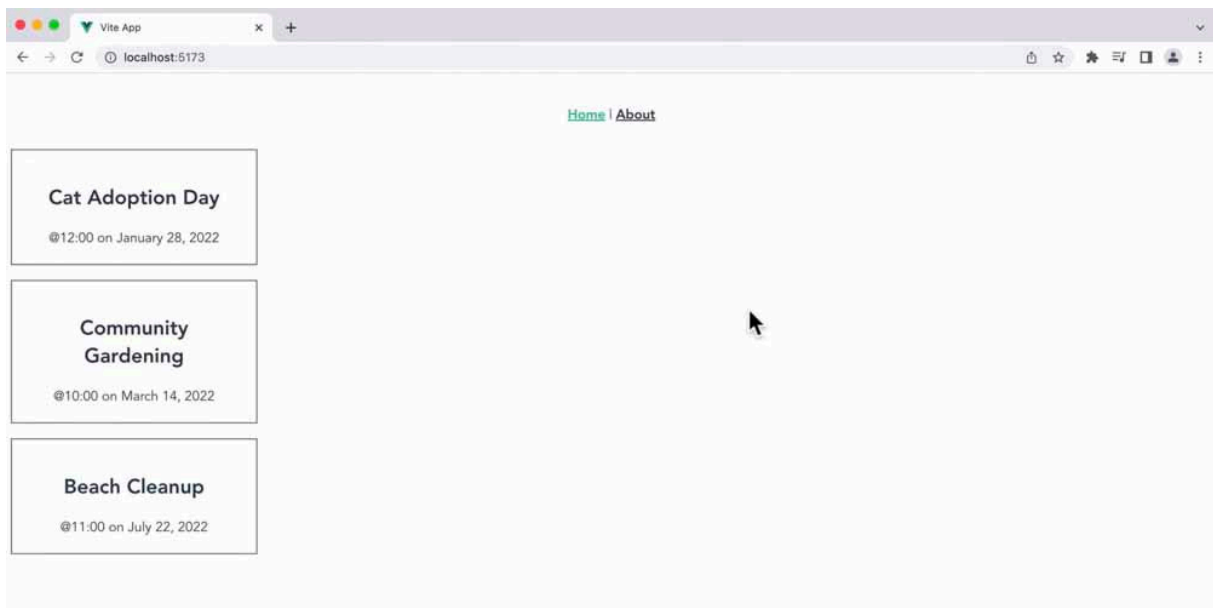 Vite App
localhost:5173
Home | About
Cat Adoption Day
@12:00 on January 28, 2022
Community
Gardening
@10:00 on March 14, 2022
Beach Cleanup
@11:00 on July 22, 2022